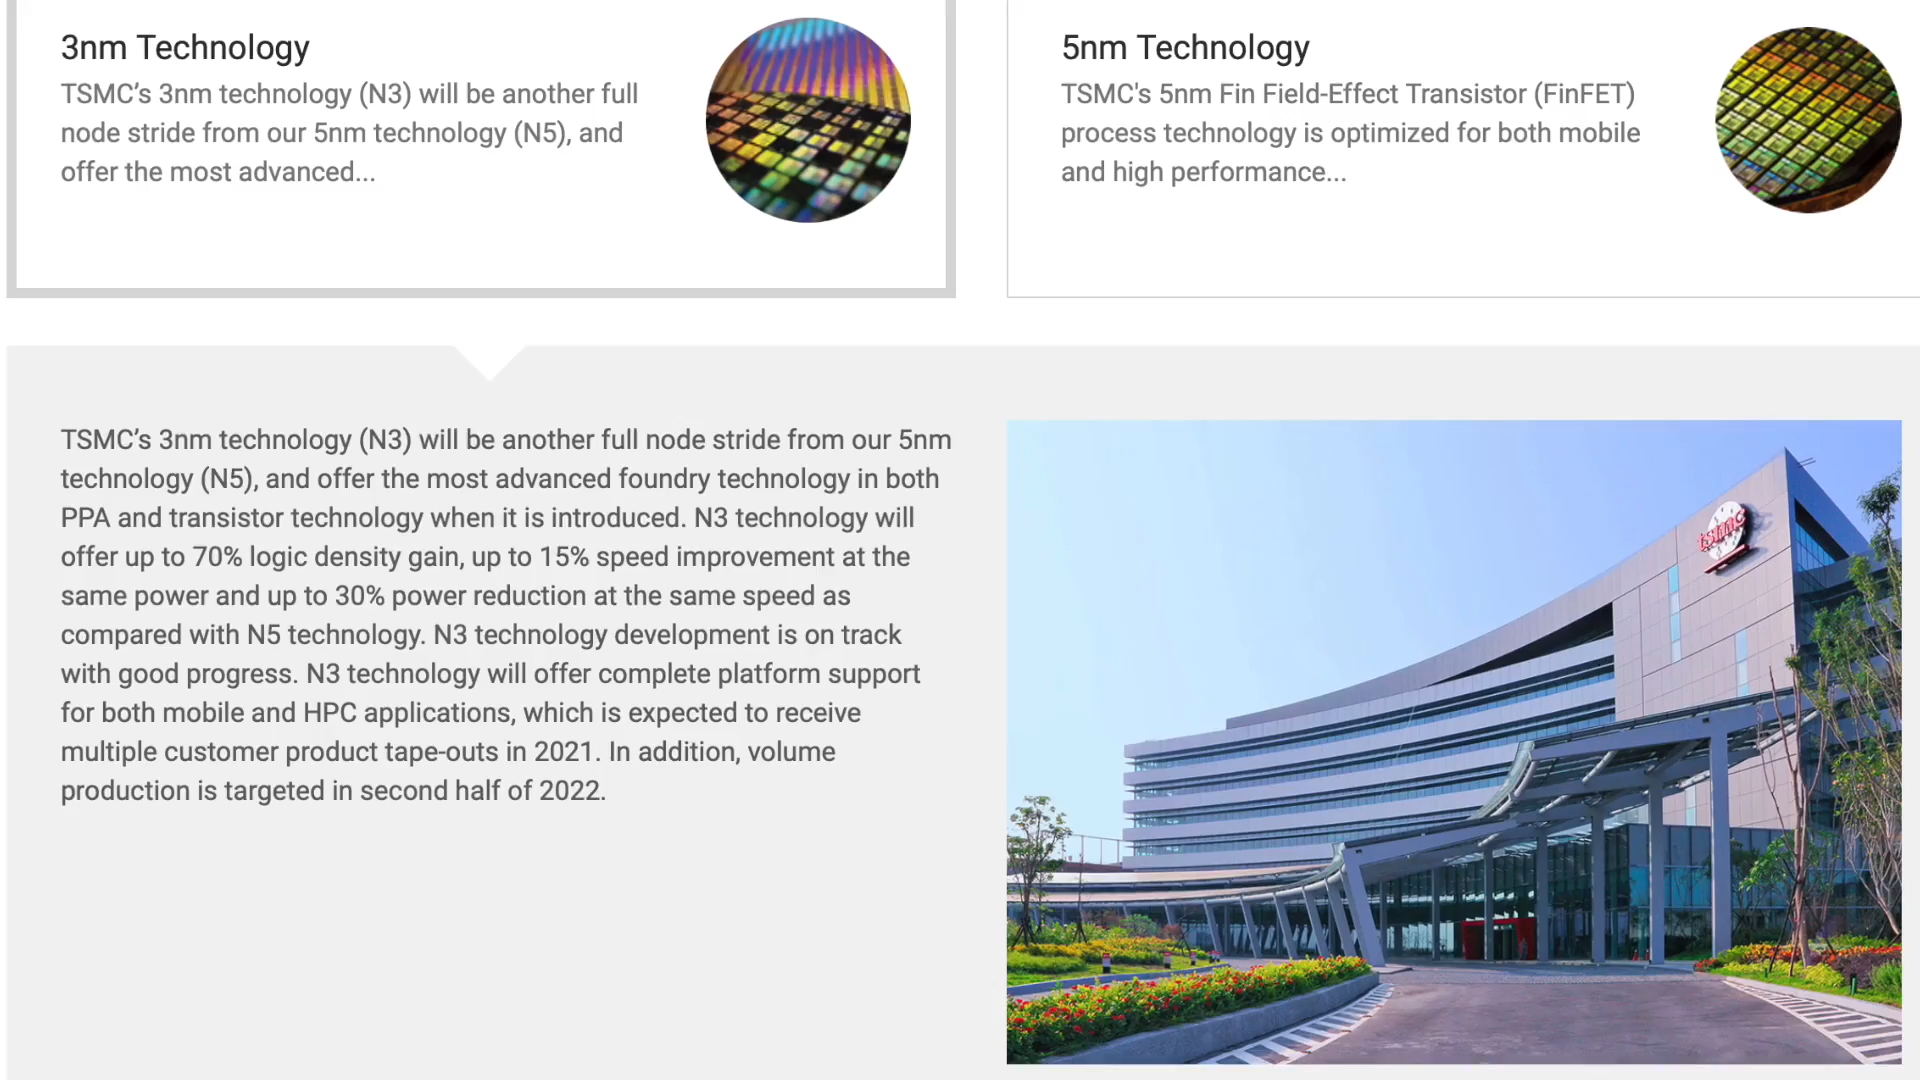 3nm Technology
TSMC’s 3nm technology (N3) will be another full
node stride from our 5nm technology (N5), and
offer the most advanced...
5nm Technology
TSMC's 5nm Fin Field-Effect Transistor (FinFET)
process technology is optimized for both mobile
and high performance...
TSMC’s 3nm technology (N3) will be another full node stride from our 5nm
technology (N5), and offer the most advanced foundry technology in both
PPA and transistor technology when it is introduced. N3 technology will
offer up to 70% logic density gain, up to 15% speed improvement at the
same power and up to 30% power reduction at the same speed as
compared with N5 technology. N3 technology development is on track
with good progress. N3 technology will offer complete platform support
for both mobile and HPC applications, which is expected to receive
multiple customer product tape-outs in 2021. In addition, volume
production is targeted in second half of 2022.
tsmc